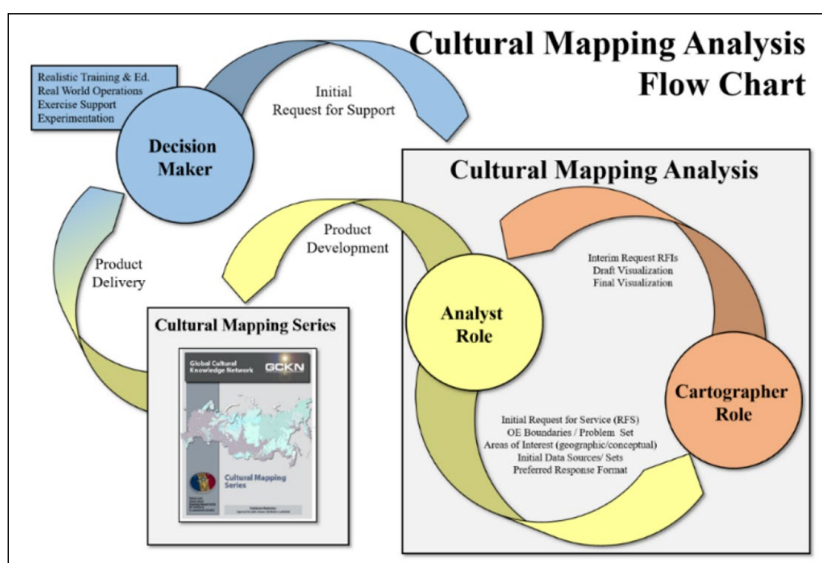 Cultural Mapping Analysis
Flow Chart
Realistic Training & Ed.
Real World Operations
Exercise Support
Experimentation
Decision
Maker
Initial
Request for Support
Product
Delivery
Product
Development
Cultural Mapping Series
Global Cultural
Knowledge Network
GCKN
Cultural Mapping
Series
Cultural Mapping Analysis
Interim Request RFIs
Draft Visualization
Final Visualization
Analyst
Role
Cartographer
Role
Initial Request for Service (RFS)
OE Boundaries / Problem Set
Areas of Interest (geographic/conceptual)
Initial Data Sources/ Sets
Preferred Response Format